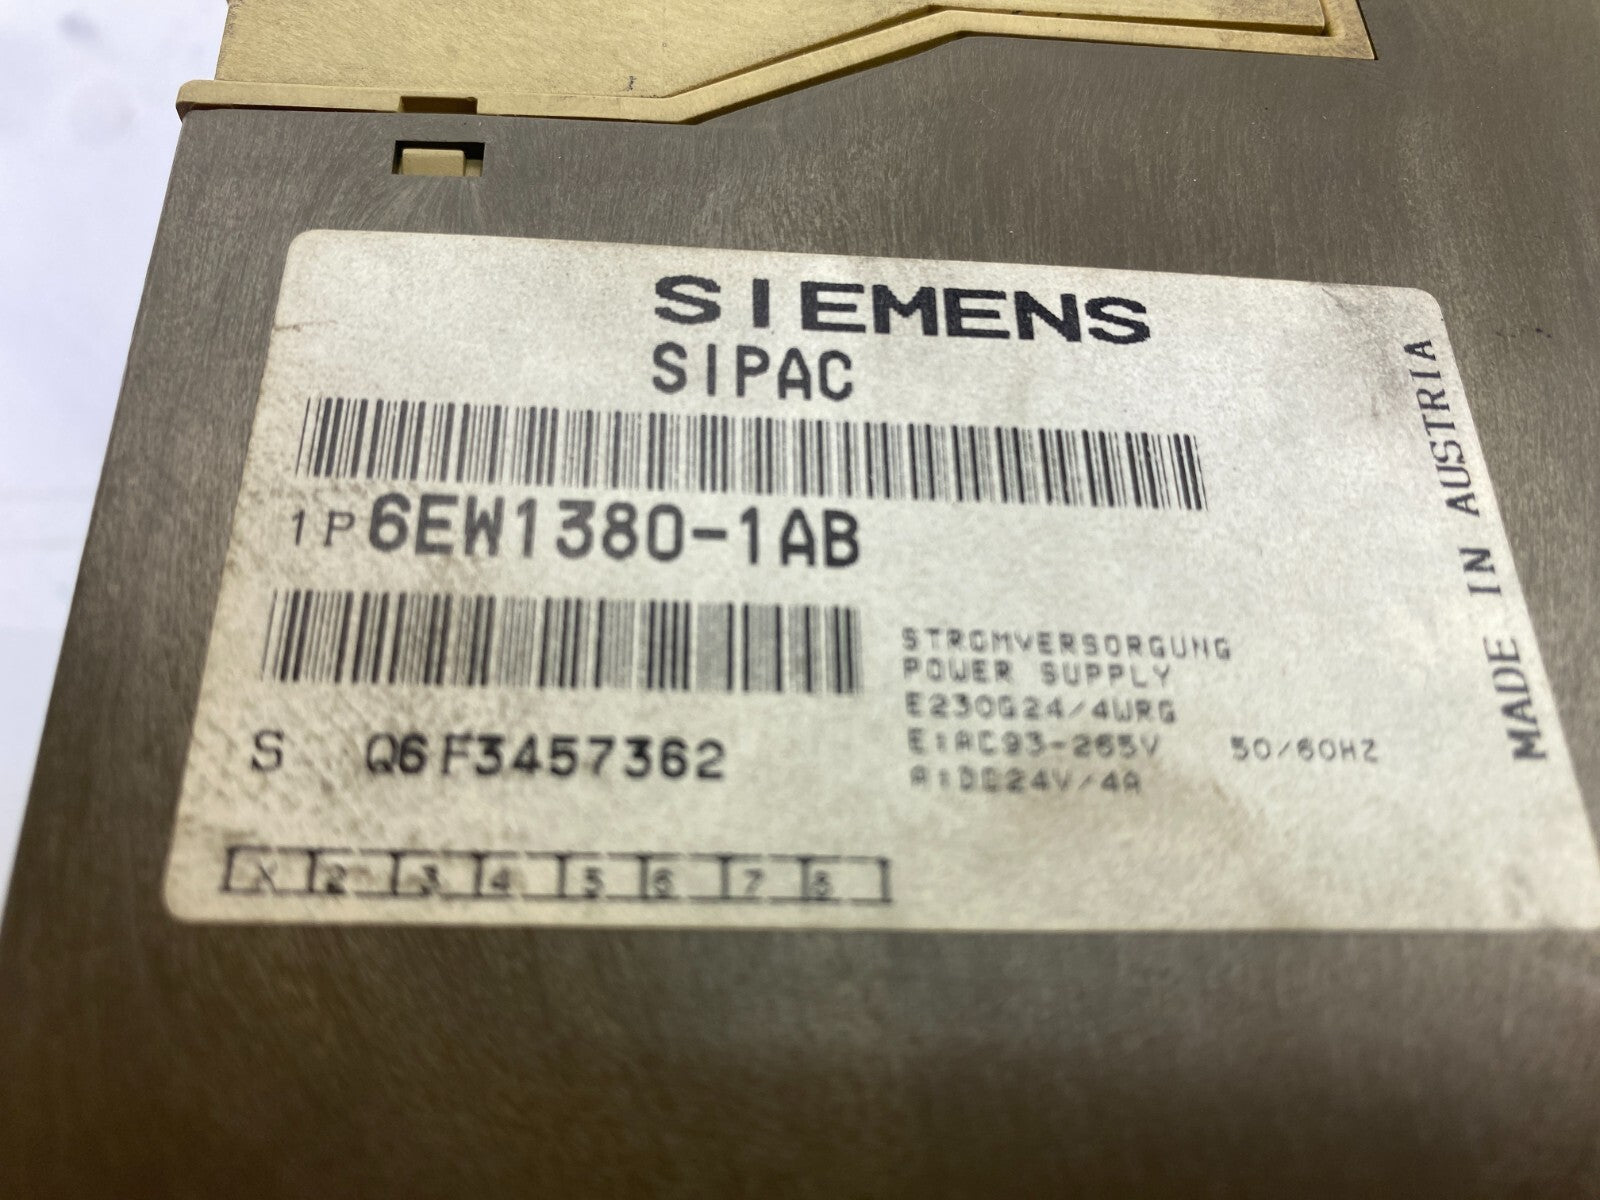 SIEMENS
SIPAC
1P 6EW1380-1AB
S Q6F3457362
STROMVERSORGUNG
POWER SUPPLY
E230G24/4WRG
E:AC93-265V 50/60HZ
A:DC24V/4A
X 2 3 4 5 6 7 8
MADE IN AUSTRIA